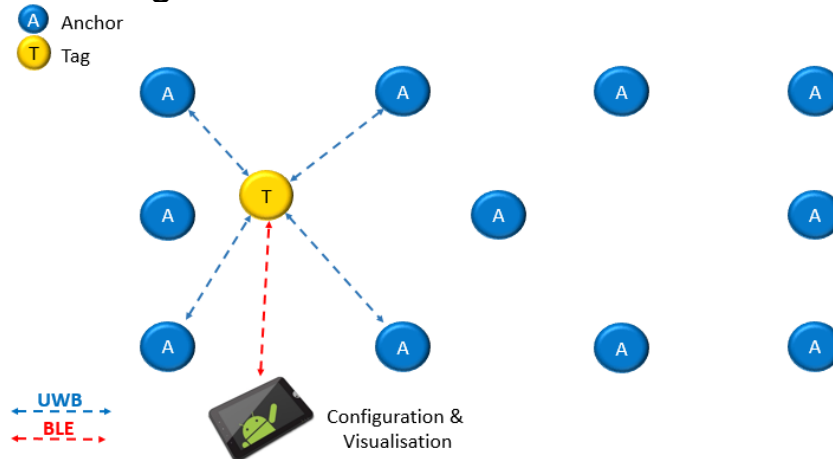 A Anchor
T Tag
A A A A
T
A A A
A A A A
UWB
BLE
Configuration &
Visualisation